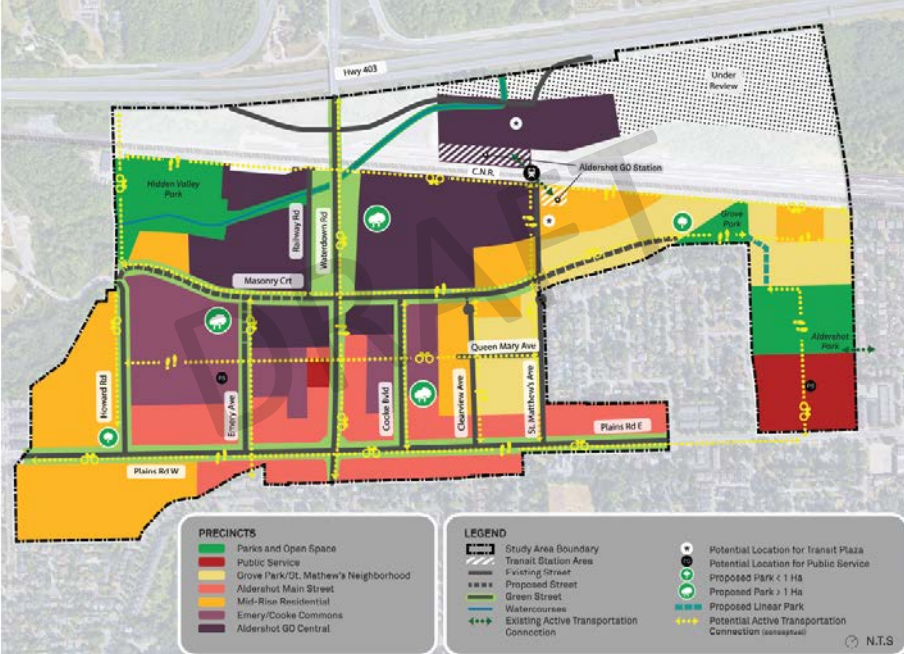 Hwy 403
Under
Review
Aldershot GO Station
C.N.R.
Hidden Valley
Park
Railway Rd
Waterdown Rd
Grove
Park
Masonry Crt
DRAFT
Queen Mary Ave
Aldershot
Park
Howard Rd
Emery Ave
Cooke Blvd
Clearview Ave
St. Matthew's Ave
Plains Rd E
Plains Rd W
PS
PS
PRECINCTS
Parks and Open Space
Public Service
Grove Park/St. Mathew's Neighborhood
Aldershot Main Street
Mid-Rise Residential
Emery/Cooke Commons
Aldershot GO Central
LEGEND
Study Area Boundary
Transit Station Area
Existing Street
Proposed Street
Green Street
Watercourses
Existing Active Transportation
Connection
Potential Location for Transit Plaza
PS
Potential Location for Public Service
Proposed Park < 1 Ha
Proposed Park > 1 Ha
Proposed Linear Park
Potential Active Transportation
Connection (conceptual)
N.T.S